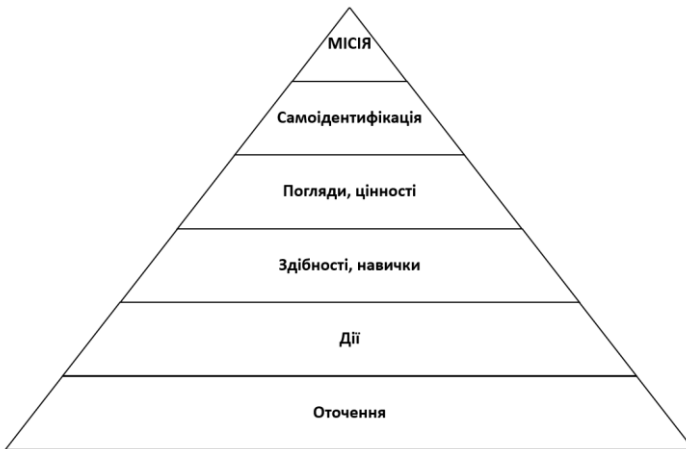 МІСІЯ
Самоідентифікація
Погляди, цінності
Здібності, навички
Дії
Оточення